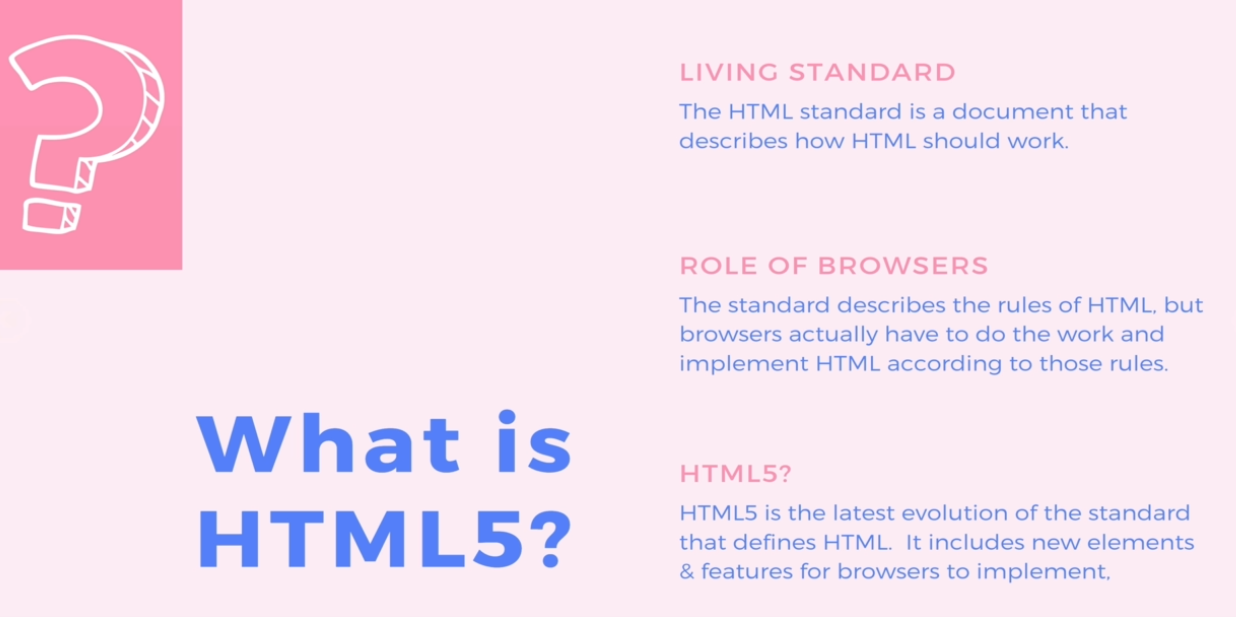 What is
HTML5?
LIVING STANDARD
The HTML standard is a document that
describes how HTML should work.
ROLE OF BROWSERS
The standard describes the rules of HTML, but
browsers actually have to do the work and
implement HTML according to those rules.
HTML5?
HTML5 is the latest evolution of the standard
that defines HTML.  It includes new elements
& features for browsers to implement,